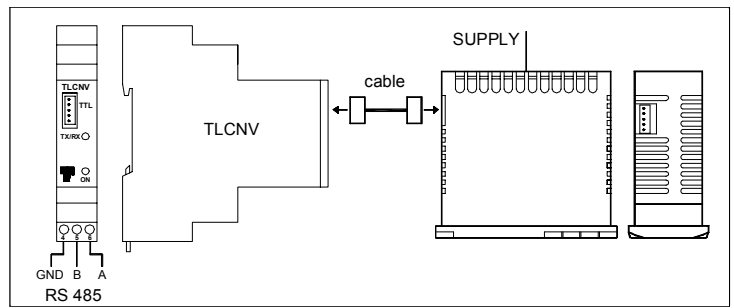 TLCNV
TTL
TX/RX
ON
4 5 6
GND B A
RS 485
TLCNV
cable
SUPPLY